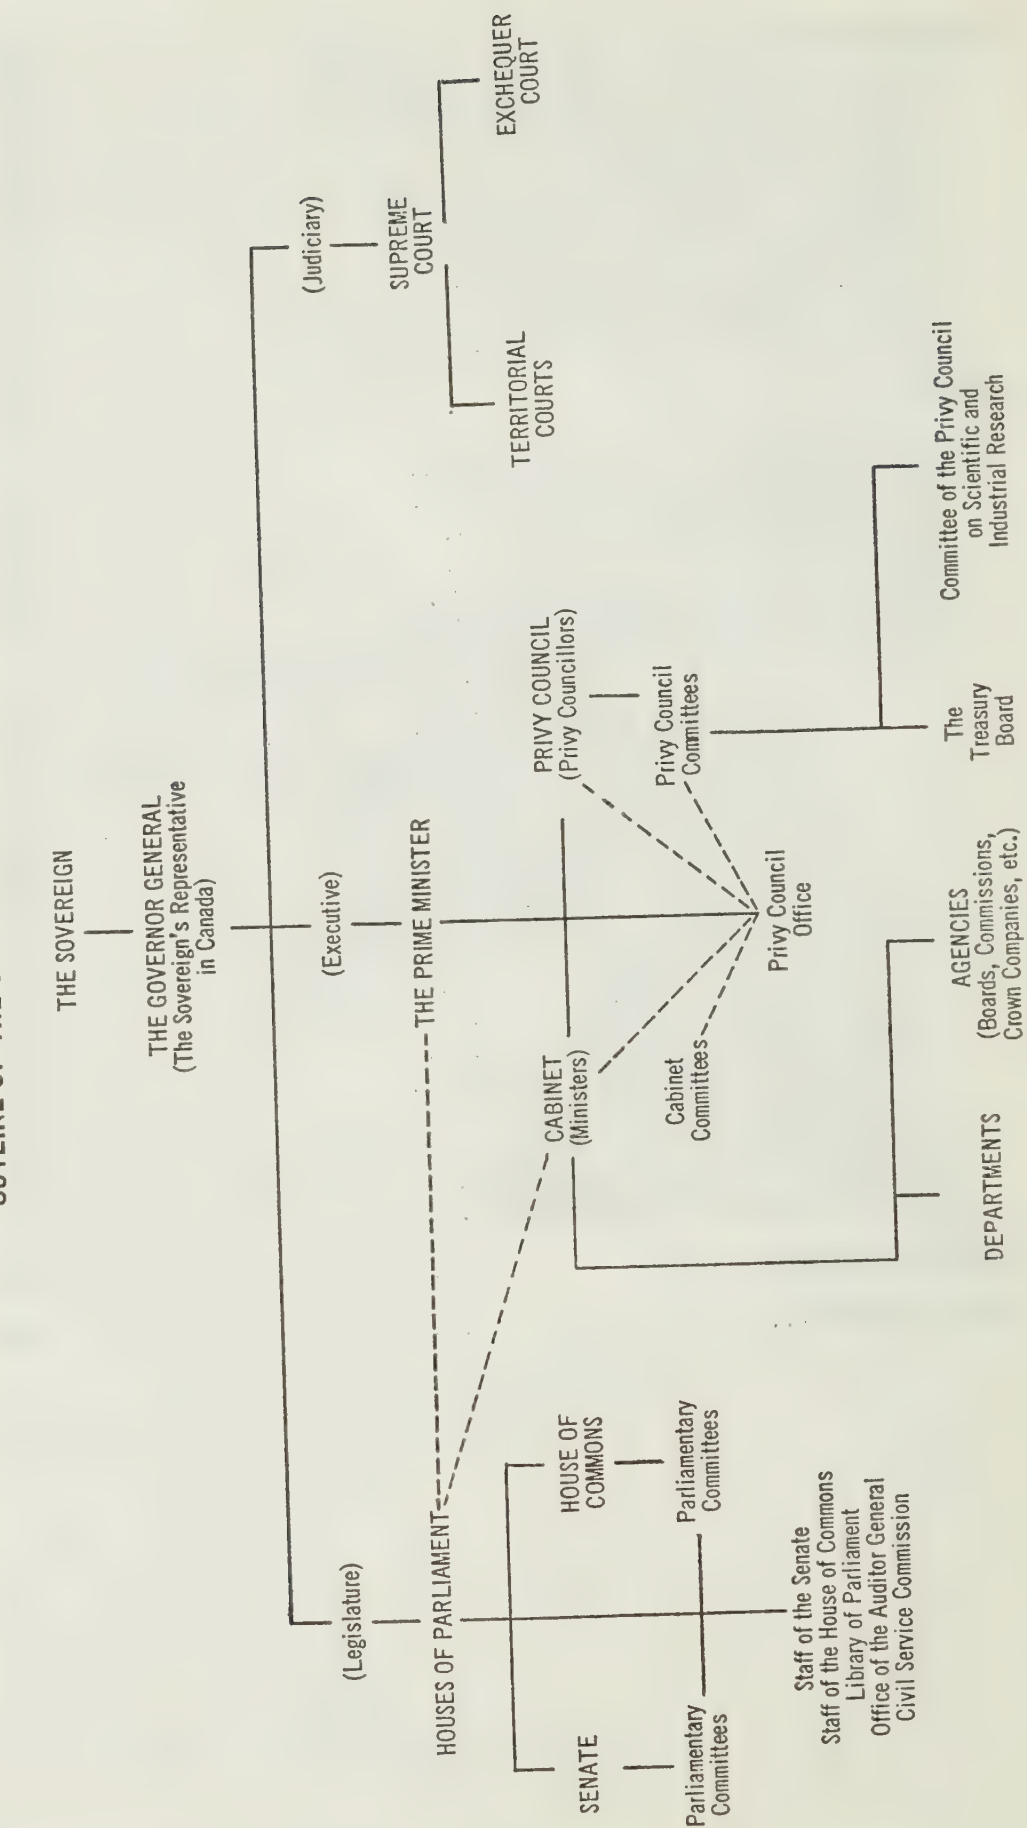 THE SOVEREIGN
THE GOVERNOR GENERAL
(The Sovereign's Representative
in Canada)
(Legislature)
(Executive)
(Judiciary)
HOUSES OF PARLIAMENT
THE PRIME MINISTER
SUPREME
COURT
SENATE
HOUSE OF
COMMONS
CABINET
(Ministers)
PRIVY COUNCIL
(Privy Councillors)
TERRITORIAL
COURTS
EXCHEQUER
COURT
Parliamentary
Committees
Parliamentary
Committees
Cabinet
Committees
Privy Council
Committees
Privy Council
Office
Staff of the Senate
Staff of the House of Commons
Library of Parliament
Office of the Auditor General
Civil Service Commission
DEPARTMENTS
AGENCIES
(Boards, Commissions,
Crown Companies, etc.)
The
Treasury
Board
Committee of the Privy Council
on Scientific and
Industrial Research